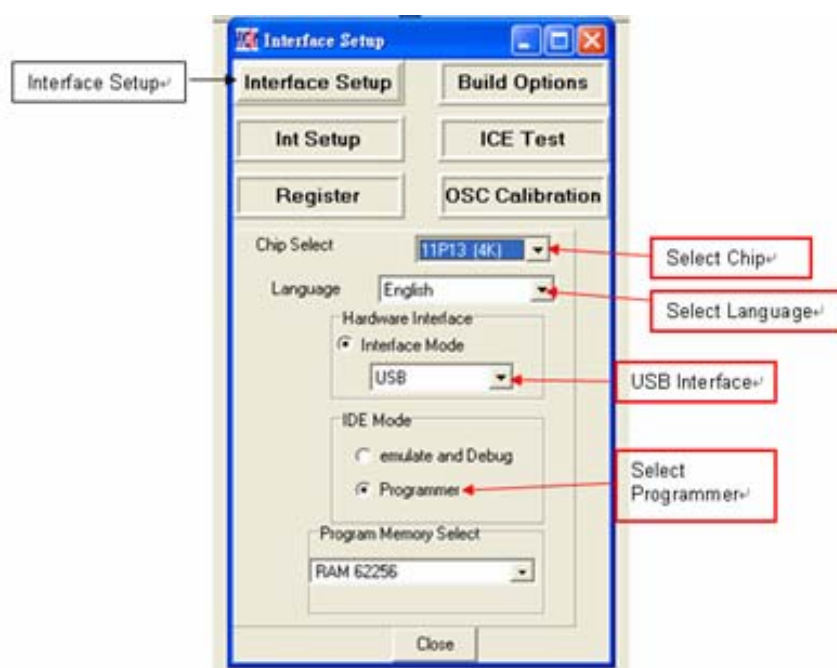 Interface Setup
Interface Setup
Interface Setup
Build Options
Int Setup
ICE Test
Register
OSC Calibration
Chip Select
11P13 (4K)
Select Chip
Language
English
Select Language
Hardware Interface
Interface Mode
USB
USB Interface
IDE Mode
emulate and Debug
Programmer
Select
Programmer
Program Memory Select
RAM 62256
Close